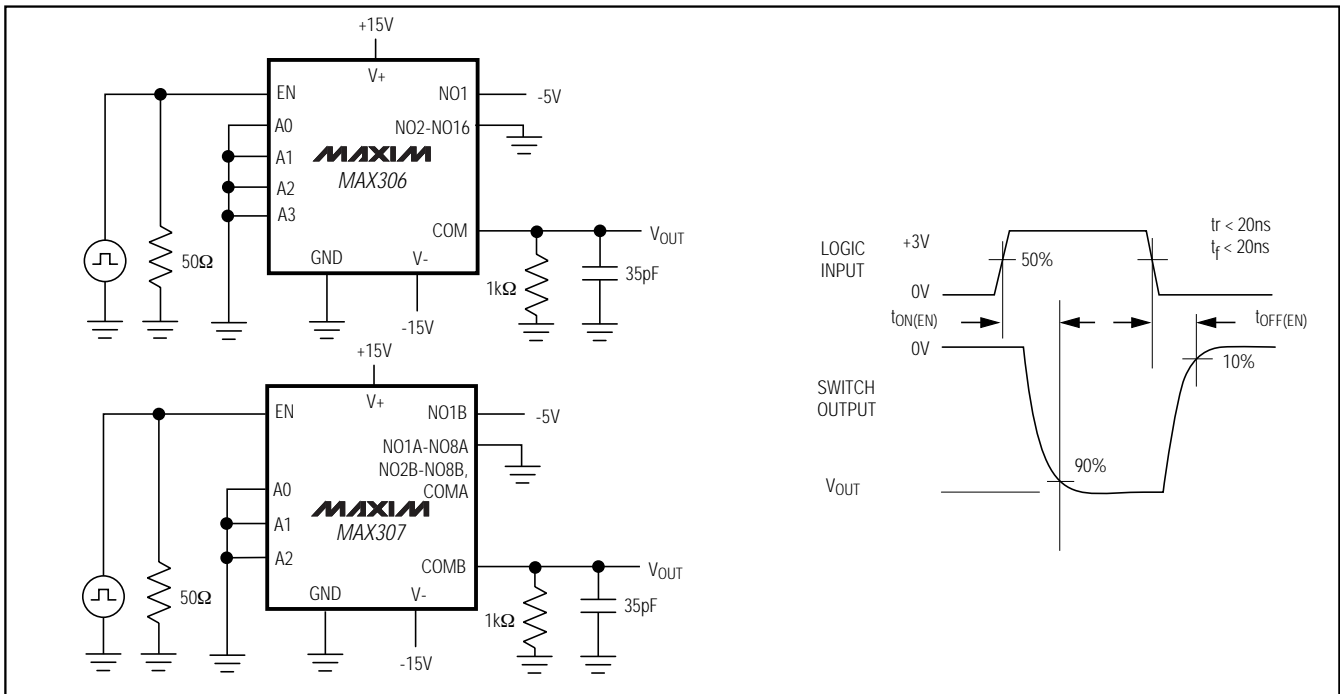 +15V
V+
EN
NO1
-5V
A0
NO2-NO16
A1
MAXIM
A2
MAX306
A3
COM
VOUT
50Ω
GND
V-
1kΩ
35pF
-15V
+15V
V+
EN
NO1B
-5V
NO1A-NO8A
NO2B-NO8B,
COMA
A0
MAXIM
A1
MAX307
A2
COMB
VOUT
50Ω
GND
V-
1kΩ
35pF
-15V
LOGIC
INPUT
+3V
50%
tr < 20ns
tf < 20ns
0V
tON(EN)
tOFF(EN)
0V
10%
SWITCH
OUTPUT
90%
VOUT